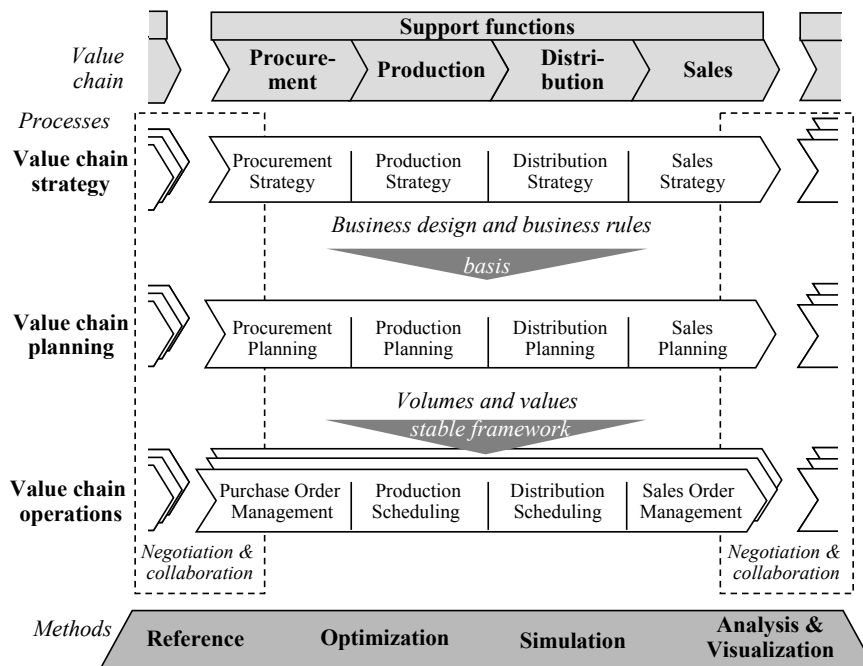 Support functions
Value
chain
Procure-
ment
Production
Distri-
bution
Sales
Processes
Value chain
strategy
Procurement
Strategy
Production
Strategy
Distribution
Strategy
Sales
Strategy
Business design and business rules
basis
Value chain
planning
Procurement
Planning
Production
Planning
Distribution
Planning
Sales
Planning
Volumes and values
stable framework
Value chain
operations
Purchase Order
Management
Production
Scheduling
Distribution
Scheduling
Sales Order
Management
Negotiation &
collaboration
Negotiation &
collaboration
Methods
Reference
Optimization
Simulation
Analysis &
Visualization